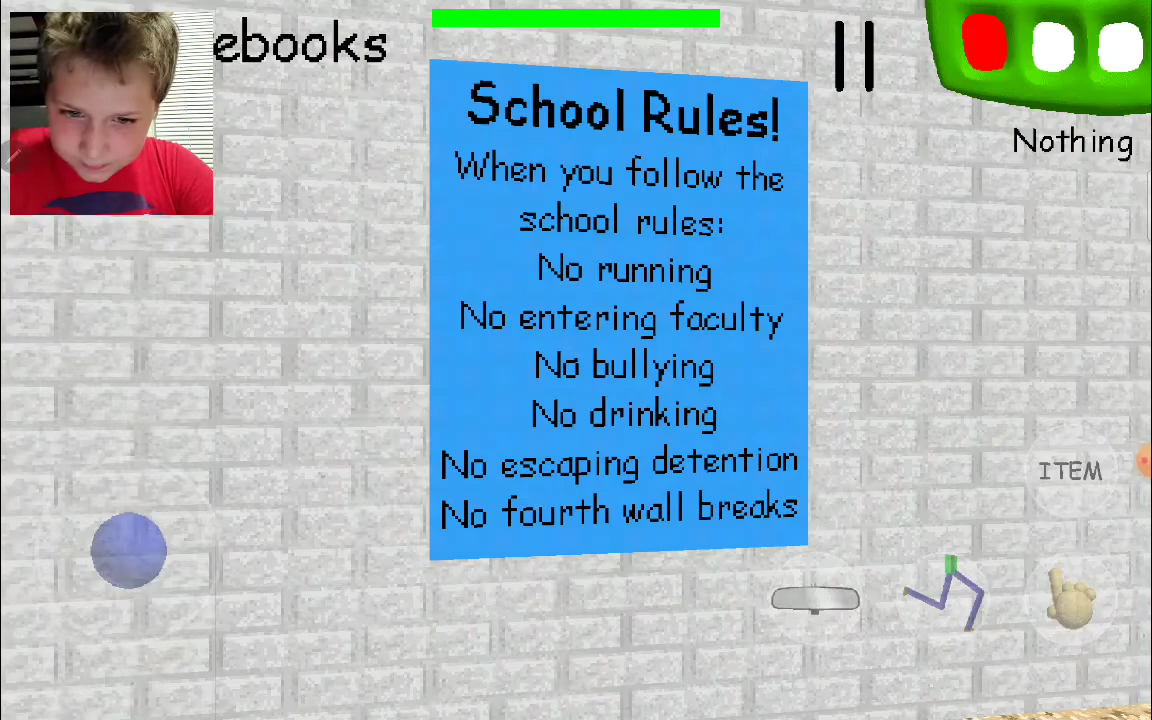 ebooks
School Rules!
When you follow the
school rules:
No running
No entering faculty
No bullying
No drinking
No escaping detention
No fourth wall breaks
Nothing
ITEM